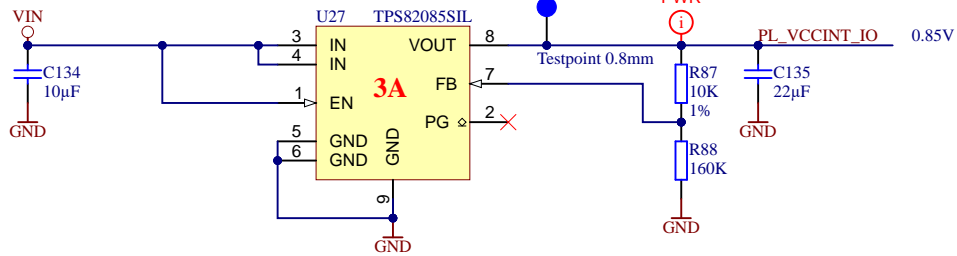 U27 TPS82085SIL
VIN
C134
10µF
GND
3 IN
4 IN
1 EN
5 GND
6 GND
GND
9
GND
3A
VOUT 8
FB 7
PG 2
Testpoint 0.8mm
i
PL_VCCINT_IO 0.85V
R87
10K
1%
R88
160K
GND
C135
22µF
GND